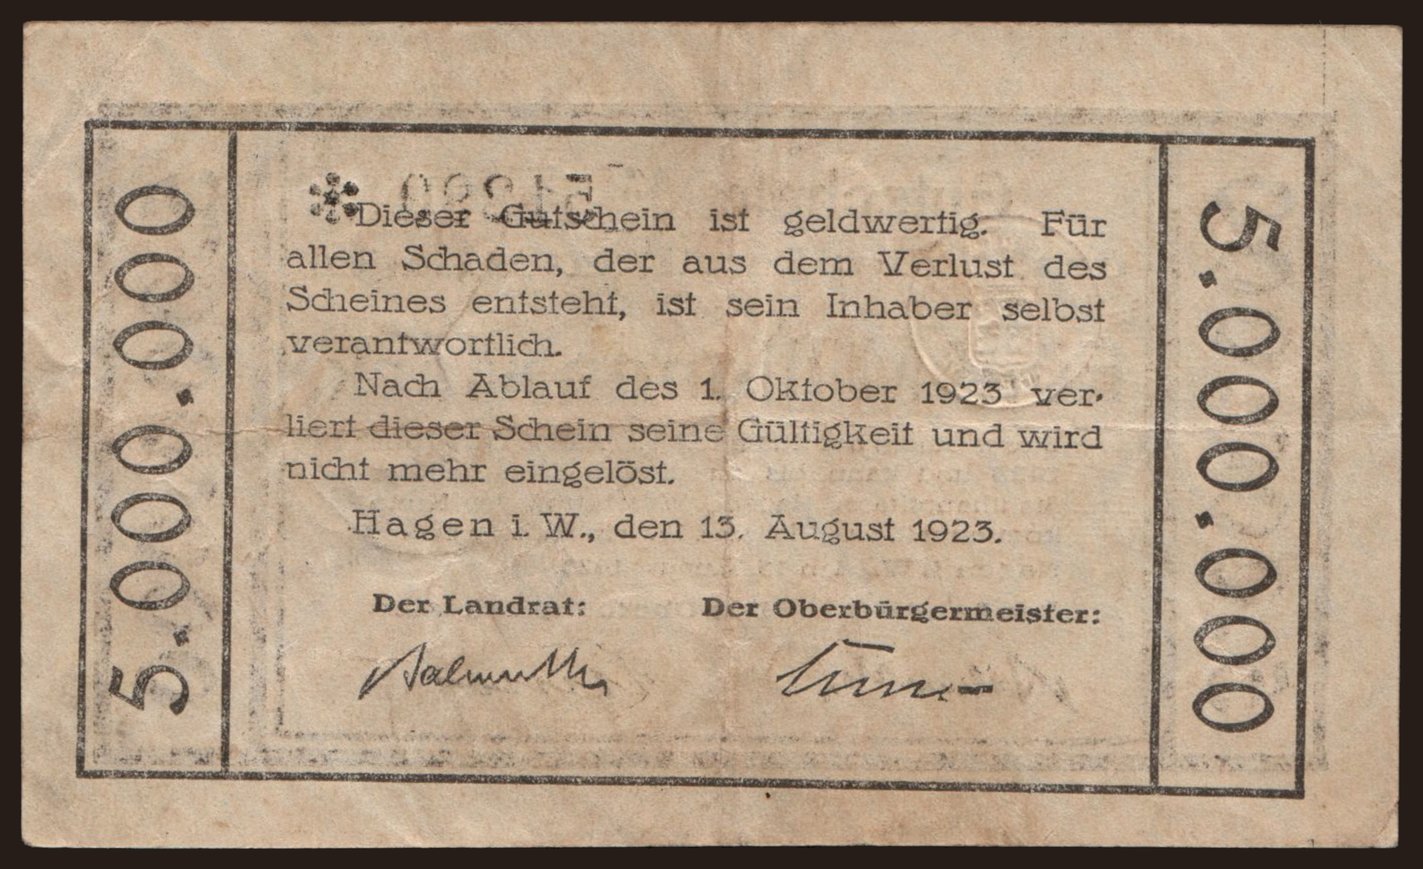 5.000.000
Dieser Gutschein ist geldwertig. Für
allen Schaden, der aus dem Verlust des
Scheines entsteht, ist sein Inhaber selbst
verantwortlich.
Nach Ablauf des 1. Oktober 1923 ver-
liert dieser Schein seine Gültigkeit und wird
nicht mehr eingelöst.
Hagen i. W., den 13. August 1923.
Der Landrat: Der Oberbürgermeister:
5.000.000